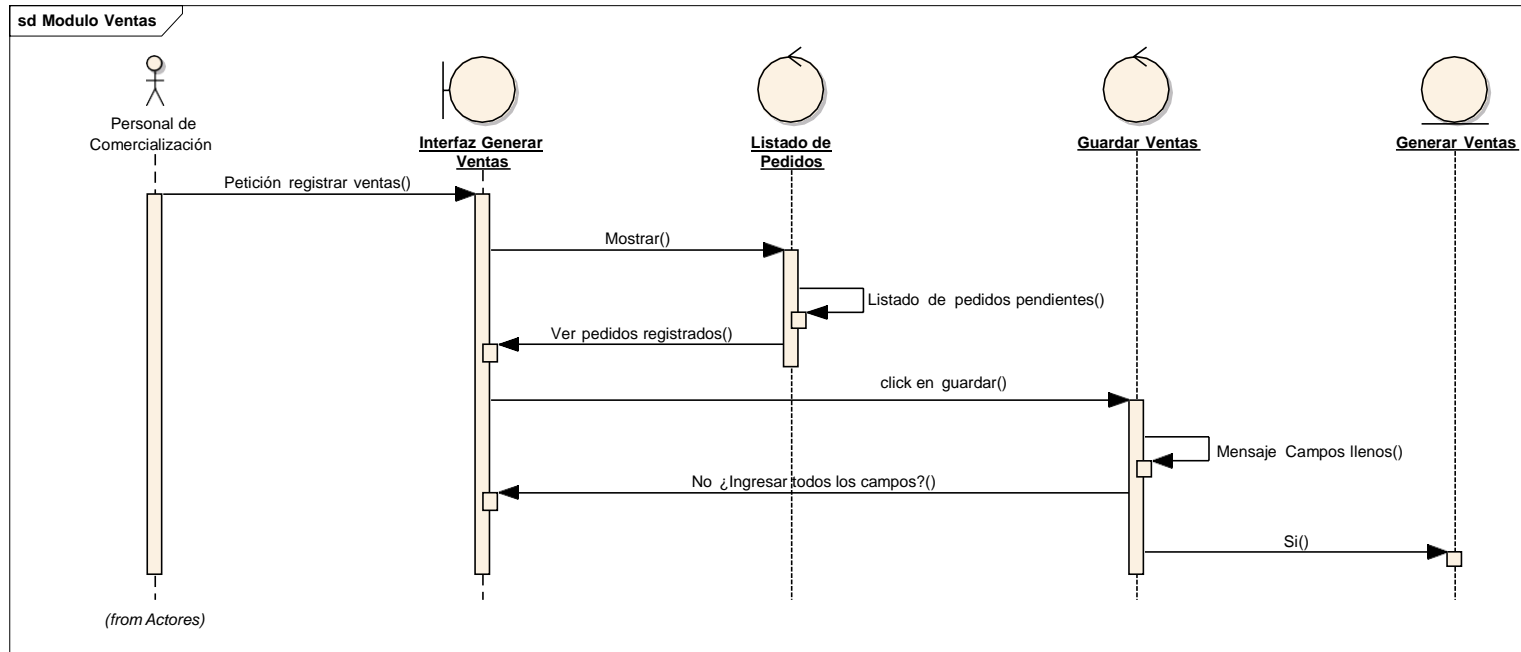 sd Modulo Ventas
Personal de
Comercialización
Interfaz Generar
Ventas
Listado de
Pedidos
Guardar Ventas
Generar Ventas
Petición registrar ventas()
Mostrar()
Listado de pedidos pendientes()
Ver pedidos registrados()
click en guardar()
Mensaje Campos llenos()
No ¿Ingresar todos los campos?()
Si()
(from Actores)